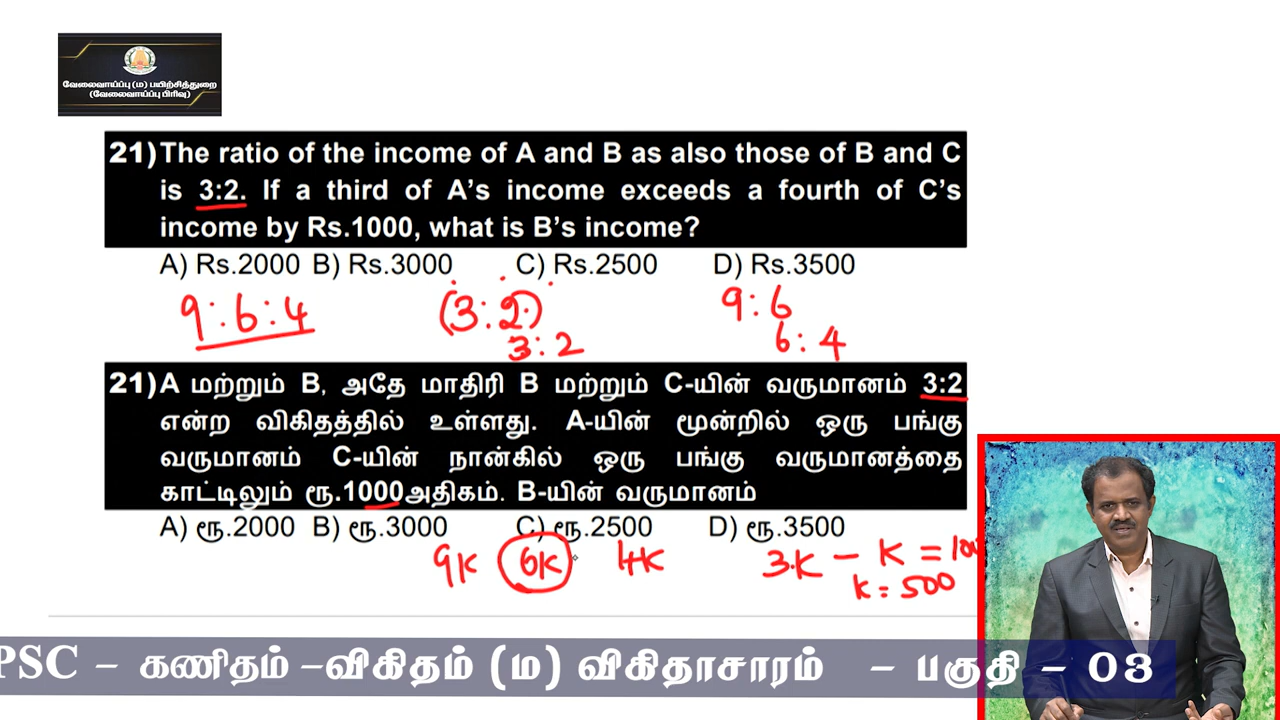 வேலைவாய்ப்பு (ம) பயிற்சித்துறை
(வேலைவாய்ப்பு பிரிவு)
21) The ratio of the income of A and B as also those of B and C
is 3:2. If a third of A's income exceeds a fourth of C's
income by Rs.1000, what is B's income?
A) Rs.2000 B) Rs.3000 C) Rs.2500 D) Rs.3500
9:6:4 (3:2) 9:6
3:2 6:4
21) A மற்றும் B, அதே மாதிரி B மற்றும் C-யின் வருமானம் 3:2
என்ற விகிதத்தில் உள்ளது. A-யின் மூன்றில் ஒரு பங்கு
வருமானம் C-யின் நான்கில் ஒரு பங்கு வருமானத்தை
காட்டிலும் ரூ.1000அதிகம். B-யின் வருமானம்
A) ரூ.2000 B) ரூ.3000 C) ரூ.2500 D) ரூ.3500
9K 6K 4K 3K - K =
K = 500
PSC - கணிதம் -விகிதம் (ம) விகிதாசாரம் - பகுதி - 03